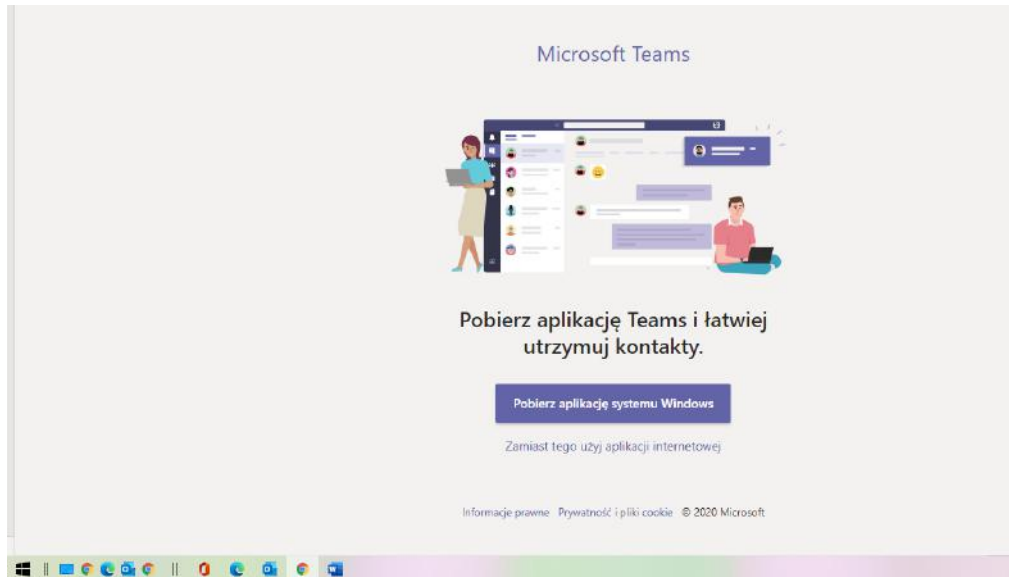 Microsoft Teams
Pobierz aplikację Teams i łatwiej
utrzymuj kontakty.
Pobierz aplikację systemu Windows
Zamiast tego użyj aplikacji internetowej
Informacje prawne Prywatność i pliki cookie © 2020 Microsoft